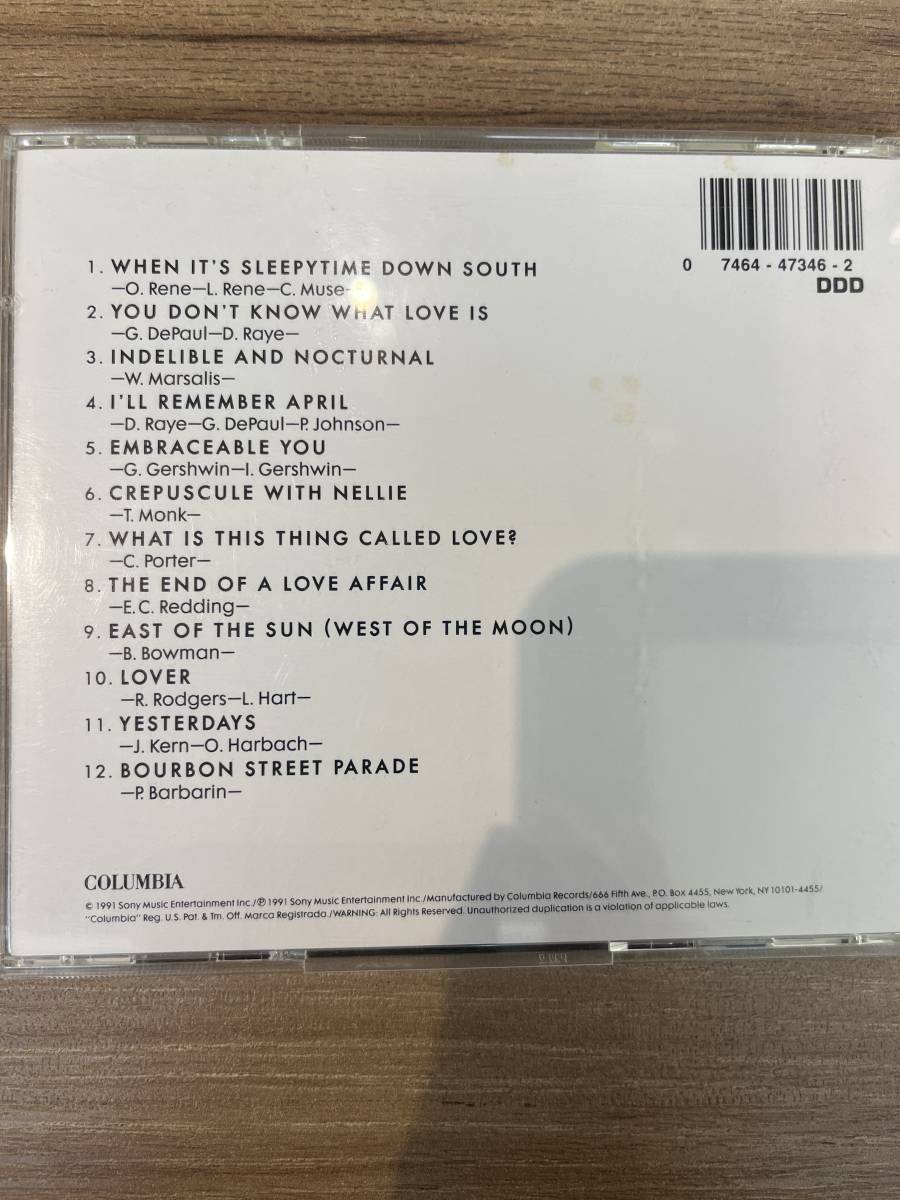 0 7464 - 47346 - 2
DDD
1. WHEN IT'S SLEEPYTIME DOWN SOUTH
—O. Rene—L. Rene—C. Muse—
2. YOU DON'T KNOW WHAT LOVE IS
—G. DePaul—D. Raye—
3. INDELIBLE AND NOCTURNAL
—W. Marsalis—
4. I'LL REMEMBER APRIL
—D. Raye—G. DePaul—P. Johnson—
5. EMBRACEABLE YOU
—G. Gershwin—I. Gershwin—
6. CREPUSCULE WITH NELLIE
—T. Monk—
7. WHAT IS THIS THING CALLED LOVE?
—C. Porter—
8. THE END OF A LOVE AFFAIR
—E.C. Redding—
9. EAST OF THE SUN (WEST OF THE MOON)
—B. Bowman—
10. LOVER
—R. Rodgers—L. Hart—
11. YESTERDAYS
—J. Kern—O. Harbach—
12. BOURBON STREET PARADE
—P. Barbarin—
COLUMBIA
© 1991 Sony Music Entertainment Inc./℗ 1991 Sony Music Entertainment Inc./Manufactured by Columbia Records/666 Fifth Ave., P.O. Box 4455, New York, NY 10101-4455/
"Columbia" Reg. U.S. Pat. & Tm. Off. Marca Registrada./WARNING: All Rights Reserved. Unauthorized duplication is a violation of applicable laws.